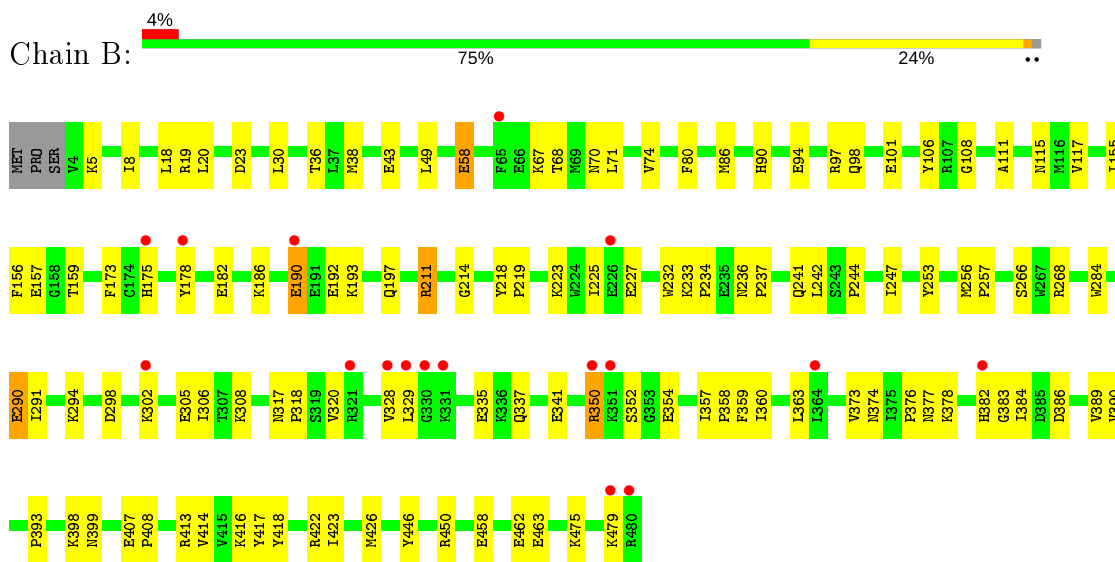 4%
Chain B:
75% 24% ••
MET PRO SER V4 K5 I8 L18 R19 L20 D23 L30 T36 L37 M38 E43 L49 E58 F65 E66 K67 T68 M69 N70 L71 V74 F80 M86 H90 E94 R97 Q98 E101 Y106 R107 G108 A111 N115 M116 V117 I155
F156 E157 G158 T159 F173 C174 H175 Y178 E182 K186 E190 E191 E192 K193 Q197 R211 G214 Y218 P219 K223 W224 I225 E226 E227 W232 K233 P234 E235 N236 P237 Q241 L242 S243 P244 I247 Y253 M256 P257 S266 W267 R268 W284
E290 I291 K294 D298 K302 E305 I306 T307 K308 N317 P318 S319 V320 R321 V328 L329 G330 K331 E335 K336 Q337 E341 R350 K351 S352 G353 E354 I357 P358 F359 I360 L363 L364 V373 N374 I375 P376 N377 K378 H382 G383 I384 D385 D386 V389
P393 K398 N399 E407 P408 R413 V414 V415 K416 Y417 Y418 R422 I423 M426 Y446 R450 E458 E462 E463 K475 K479 R480